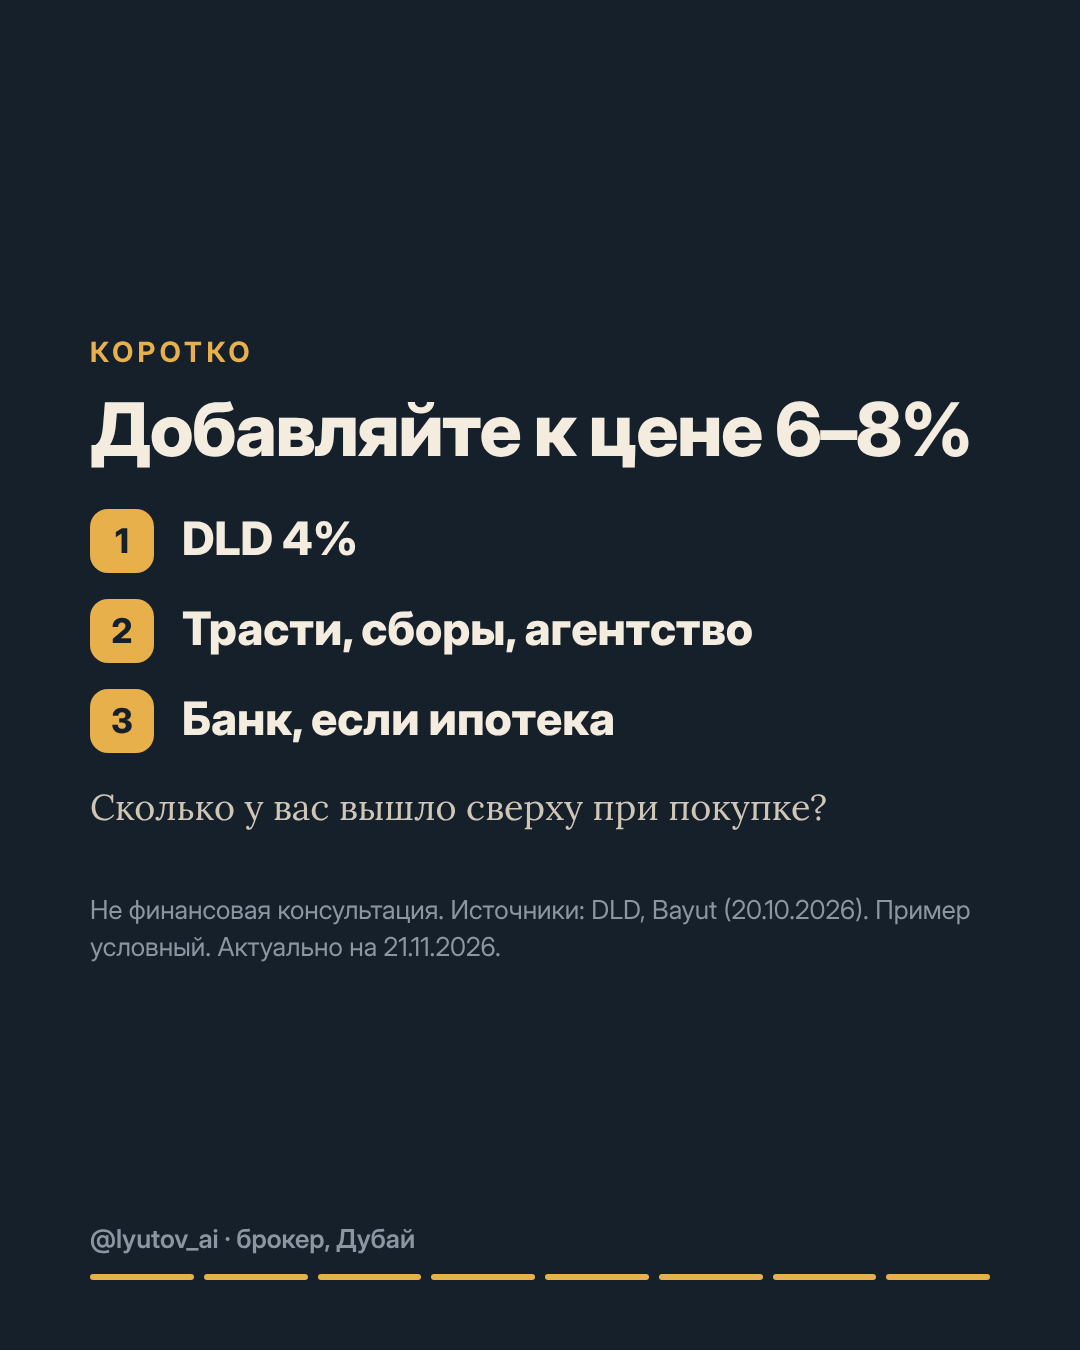 КОРОТКО
Добавляйте к цене 6–8%
1 DLD 4%
2 Трасти, сборы, агентство
3 Банк, если ипотека
Сколько у вас вышло сверху при покупке?
Не финансовая консультация. Источники: DLD, Bayut (20.10.2026). Пример
условный. Актуально на 21.11.2026.
@lyutov_ai · брокер, Дубай